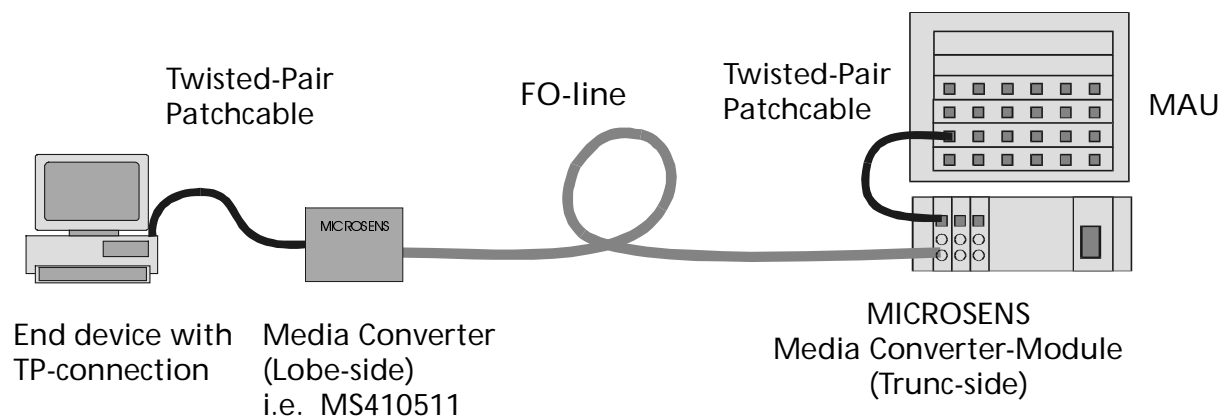 Twisted-Pair
Patchcable
FO-line
Twisted-Pair
Patchcable
MAU
MICROSENS
End device with
TP-connection
Media Converter
(Lobe-side)
i.e. MS410511
MICROSENS
Media Converter-Module
(Trunc-side)